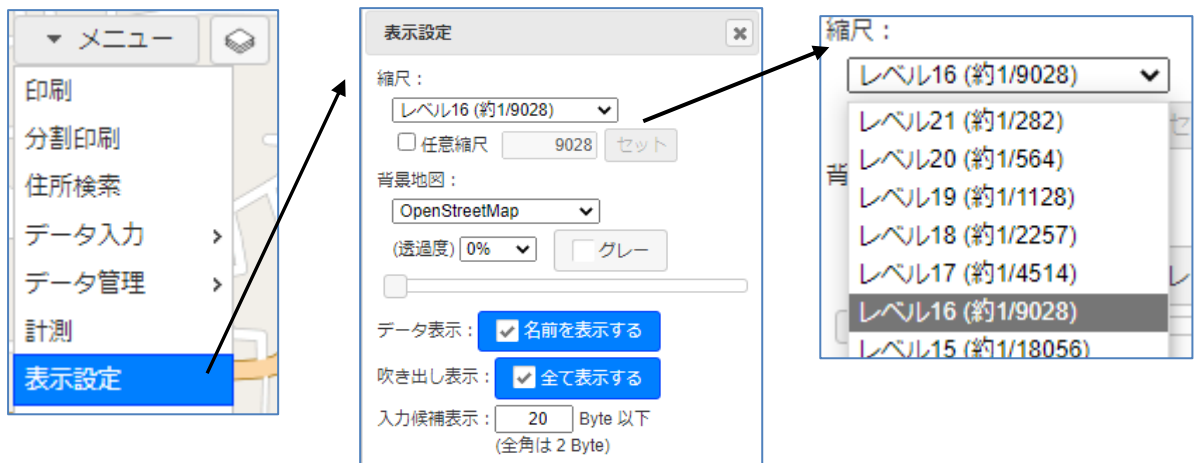 ▼ メニュー
印刷
分割印刷
住所検索
データ入力 >
データ管理 >
計測
表示設定
表示設定
縮尺：
レベル16 (約1/9028)
任意縮尺 9028 セット
背景地図：
OpenStreetMap
(透過度) 0% グレー
データ表示： 名前を表示する
吹き出し表示： 全て表示する
入力候補表示： 20 Byte 以下
(全角は 2 Byte)
縮尺：
レベル16 (約1/9028)
レベル21 (約1/282)
レベル20 (約1/564)
レベル19 (約1/1128)
レベル18 (約1/2257)
レベル17 (約1/4514)
レベル16 (約1/9028)
レベル15 (約1/18056)
背
セ
レ